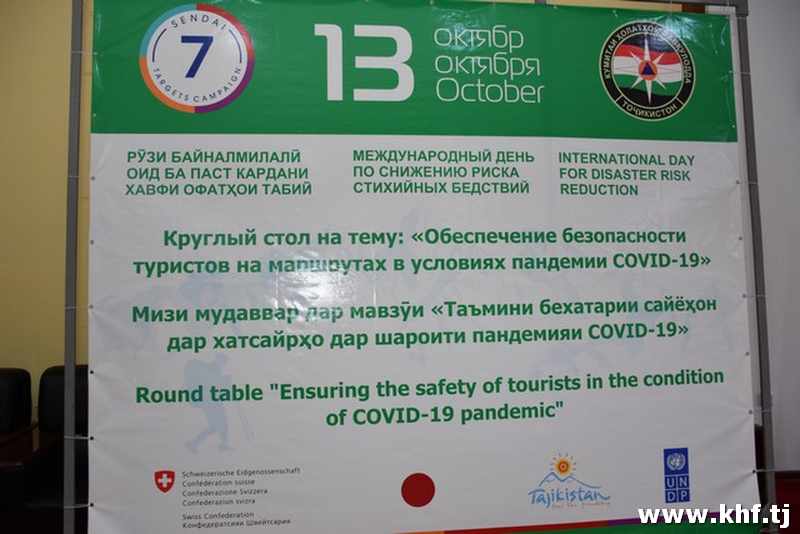 SENDAI
7
TARGETS CAMPAIGN
13
октябр
октября
October
КУМИТАИ ҲОЛАТҲОИ ФАВҚУЛОДДА
ТОҶИКИСТОН
РӮЗИ БАЙНАЛМИЛАЛӢ
ОИД БА ПАСТ КАРДАНИ
ХАВФИ ОФАТҲОИ ТАБИӢ
МЕЖДУНАРОДНЫЙ ДЕНЬ
ПО СНИЖЕНИЮ РИСКА
СТИХИЙНЫХ БЕДСТВИЙ
INTERNATIONAL DAY
FOR DISASTER RISK
REDUCTION
Круглый стол на тему: «Обеспечение безопасности
туристов на маршрутах в условиях пандемии COVID-19»
Мизи мудаввар дар мавзӯи «Таъмини бехатарии сайёҳон
дар хатсайрҳо дар шароити пандемияи COVID-19»
Round table "Ensuring the safety of tourists in the condition
of COVID-19 pandemic"
Schweizerische Eidgenossenschaft
Confédération suisse
Confederazione Svizzera
Confederaziun svizra
Swiss Confederation
Конфедератсияи Швейтсария
Tajikistan
U N
D P
www.khf.tj